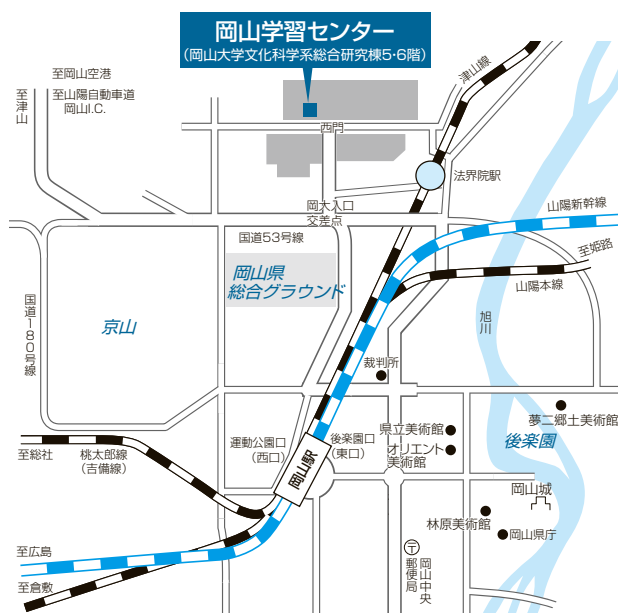 岡山学習センター
(岡山大学文化科学系総合研究棟5・6階)
至岡山空港
至山陽自動車道
岡山I.C.
至津山
津山線
西門
法界院駅
岡大入口
交差点
山陽新幹線
国道53号線
至姫路
岡山県
総合グラウンド
山陽本線
国道180号線
京山
旭川
裁判所
夢二郷土美術館
県立美術館
後楽園
オリエント
美術館
運動公園口
(西口)
後楽園口
(東口)
岡山駅
至総社
桃太郎線
(吉備線)
岡山城
林原美術館
岡山県庁
〒
岡山中央
郵便局
至広島
至倉敷